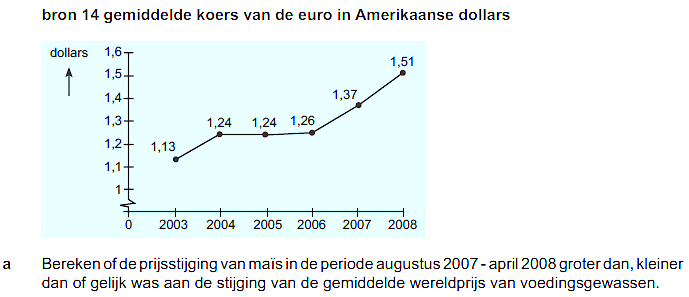 bron 14 gemiddelde koers van de euro in Amerikaanse dollars
dollars
1,6
1,5
1,4
1,3
1,2
1,1
1
0
1,13
1,24
1,24
1,26
1,37
1,51
2003 2004 2005 2006 2007 2008
a Bereken of de prijsstijging van maïs in de periode augustus 2007 - april 2008 groter dan, kleiner
dan of gelijk was aan de stijging van de gemiddelde wereldprijs van voedingsgewassen.